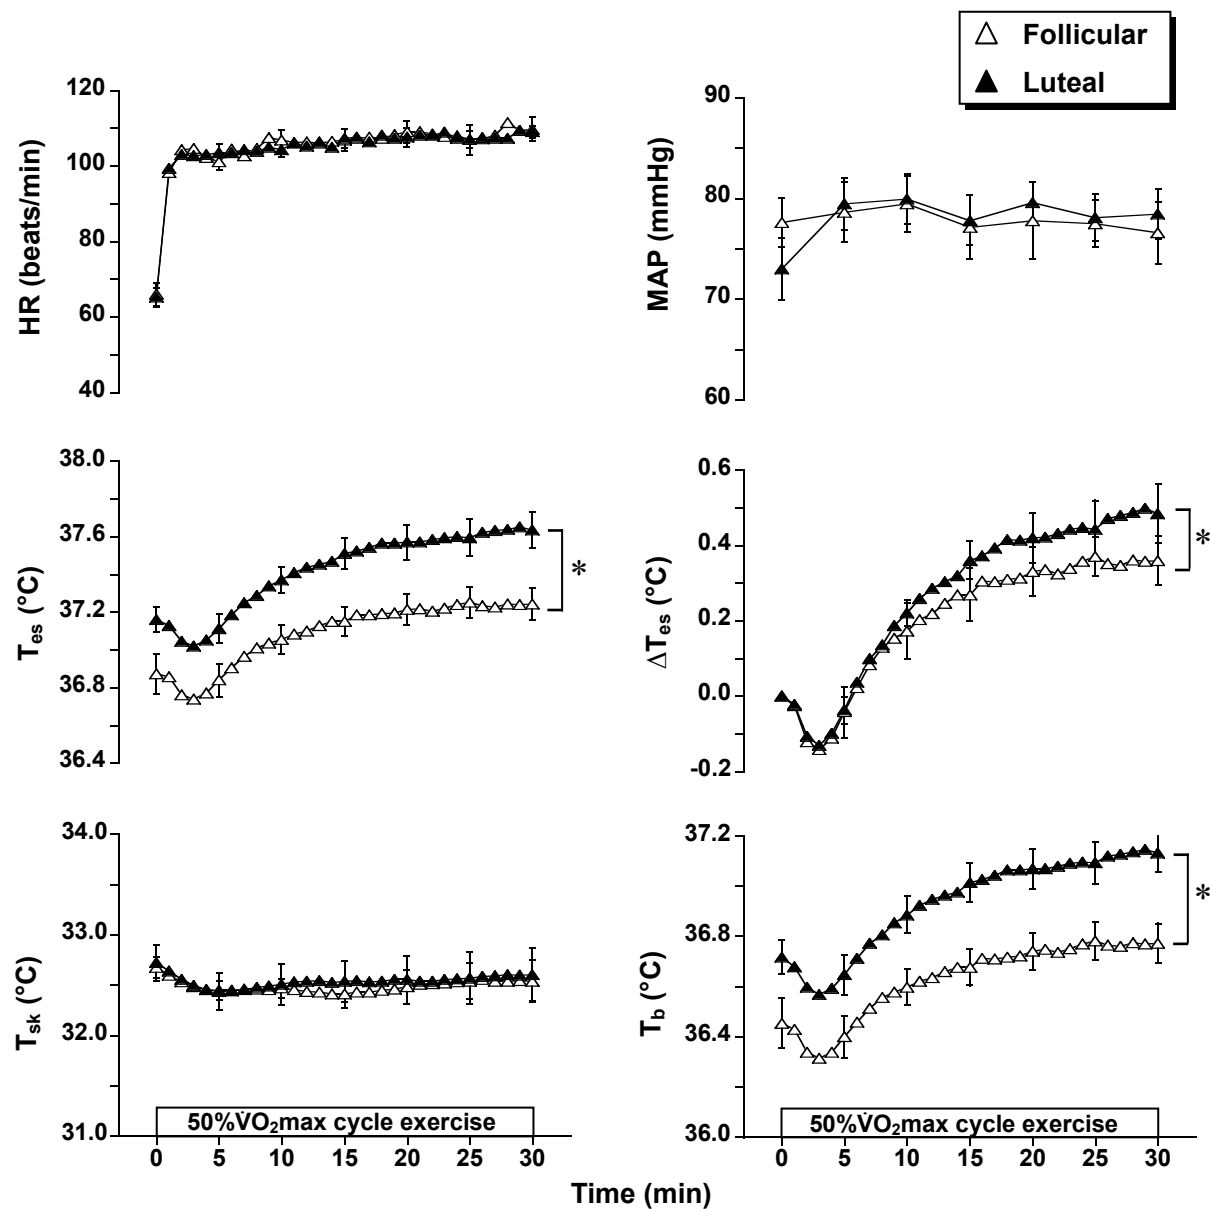 Follicular
Luteal
HR (beats/min)
120
100
80
60
40
MAP (mmHg)
90
80
70
60
Tes (°C)
38.0
37.6
37.2
36.8
36.4
*
ΔTes (°C)
0.6
0.4
0.2
0.0
-0.2
*
Tsk (°C)
34.0
33.0
32.0
31.0
50%V̇O₂max cycle exercise
0 5 10 15 20 25 30
Tb (°C)
37.2
36.8
36.4
36.0
*
50%V̇O₂max cycle exercise
0 5 10 15 20 25 30
Time (min)